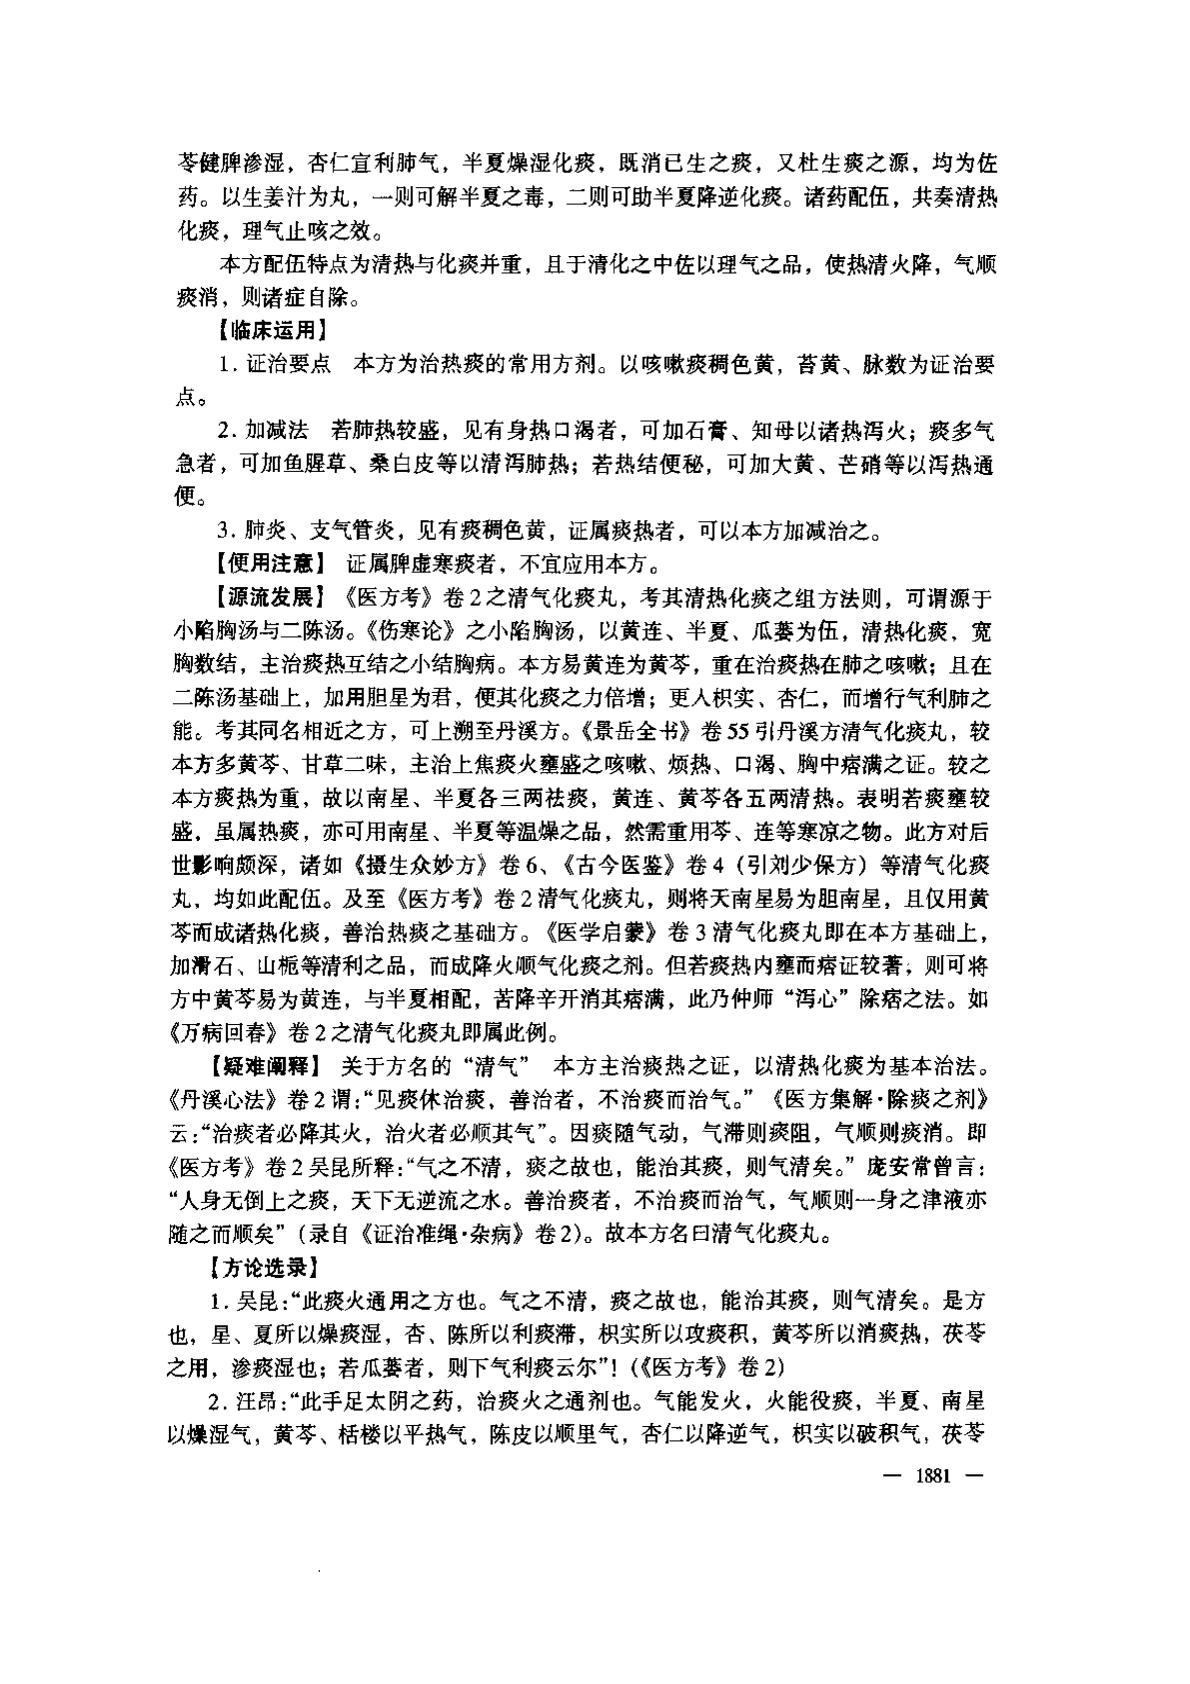 苓健脾渗湿，杏仁宣利肺气，半夏燥湿化痰，既消已生之痰，又杜生痰之源，均为佐
药。以生姜汁为丸，一则可解半夏之毒，二则可助半夏降逆化痰。诸药配伍，共奏清热
化痰，理气止咳之效。
本方配伍特点为清热与化痰并重，且于清化之中佐以理气之品，使热清火降，气顺
痰消，则诸症自除。
【临床运用】
1. 证治要点　本方为治热痰的常用方剂。以咳嗽痰稠色黄，苔黄、脉数为证治要
点。
2. 加减法　若肺热较盛，见有身热口渴者，可加石膏、知母以诸热泻火；痰多气
急者，可加鱼腥草、桑白皮等以清泻肺热；若热结便秘，可加大黄、芒硝等以泻热通
便。
3. 肺炎、支气管炎，见有痰稠色黄，证属痰热者，可以本方加减治之。
【使用注意】　证属脾虚寒痰者，不宜应用本方。
【源流发展】《医方考》卷 2 之清气化痰丸，考其清热化痰之组方法则，可谓源于
小陷胸汤与二陈汤。《伤寒论》之小陷胸汤，以黄连、半夏、瓜蒌为伍，清热化痰，宽
胸散结，主治痰热互结之小结胸病。本方易黄连为黄芩，重在治痰热在肺之咳嗽；且在
二陈汤基础上，加用胆星为君，使其化痰之力倍增；更人枳实、杏仁，而增行气利肺之
能。考其同名相近之方，可上溯至丹溪方。《景岳全书》卷 55 引丹溪方清气化痰丸，较
本方多黄芩、甘草二味，主治上焦痰火壅盛之咳嗽、烦热、口渴、胸中痞满之证。较之
本方痰热为重，故以南星、半夏各三两祛痰，黄连、黄芩各五两清热。表明若痰壅较
盛，虽属热痰，亦可用南星、半夏等温燥之品，然需重用芩、连等寒凉之物。此方对后
世影响颇深，诸如《摄生众妙方》卷 6、《古今医鉴》卷 4（引刘少保方）等清气化痰
丸，均如此配伍。及至《医方考》卷 2 清气化痰丸，则将天南星易为胆南星，且仅用黄
芩而成诸热化痰，善治热痰之基础方。《医学启蒙》卷 3 清气化痰丸即在本方基础上，
加滑石、山栀等清利之品，而成降火顺气化痰之剂。但若痰热内壅而痞证较著，则可将
方中黄芩易为黄连，与半夏相配，苦降辛开消其痞满，此乃仲师“泻心”除痞之法。如
《万病回春》卷 2 之清气化痰丸即属此例。
【疑难阐释】　关于方名的“清气”　本方主治痰热之证，以清热化痰为基本治法。
《丹溪心法》卷 2 谓：“见痰休治痰，善治者，不治痰而治气。”《医方集解·除痰之剂》
云：“治痰者必降其火，治火者必顺其气”。因痰随气动，气滞则痰阻，气顺则痰消。即
《医方考》卷 2 吴昆所释：“气之不清，痰之故也，能治其痰，则气清矣。”庞安常曾言：
“人身无倒上之痰，天下无逆流之水。善治痰者，不治痰而治气，气顺则一身之津液亦
随之而顺矣”（录自《证治准绳·杂病》卷 2）。故本方名曰清气化痰丸。
【方论选录】
1. 吴昆：“此痰火通用之方也。气之不清，痰之故也，能治其痰，则气清矣。是方
也，星、夏所以燥痰湿，杏、陈所以利痰滞，枳实所以攻痰积，黄芩所以消痰热，茯苓
之用，渗痰湿也；若瓜蒌者，则下气利痰云尔”！（《医方考》卷 2）
2. 汪昂：“此手足太阴之药，治痰火之通剂也。气能发火，火能役痰，半夏、南星
以燥湿气，黄芩、栝楼以平热气，陈皮以顺里气，杏仁以降逆气，枳实以破积气，茯苓
— 1881 —